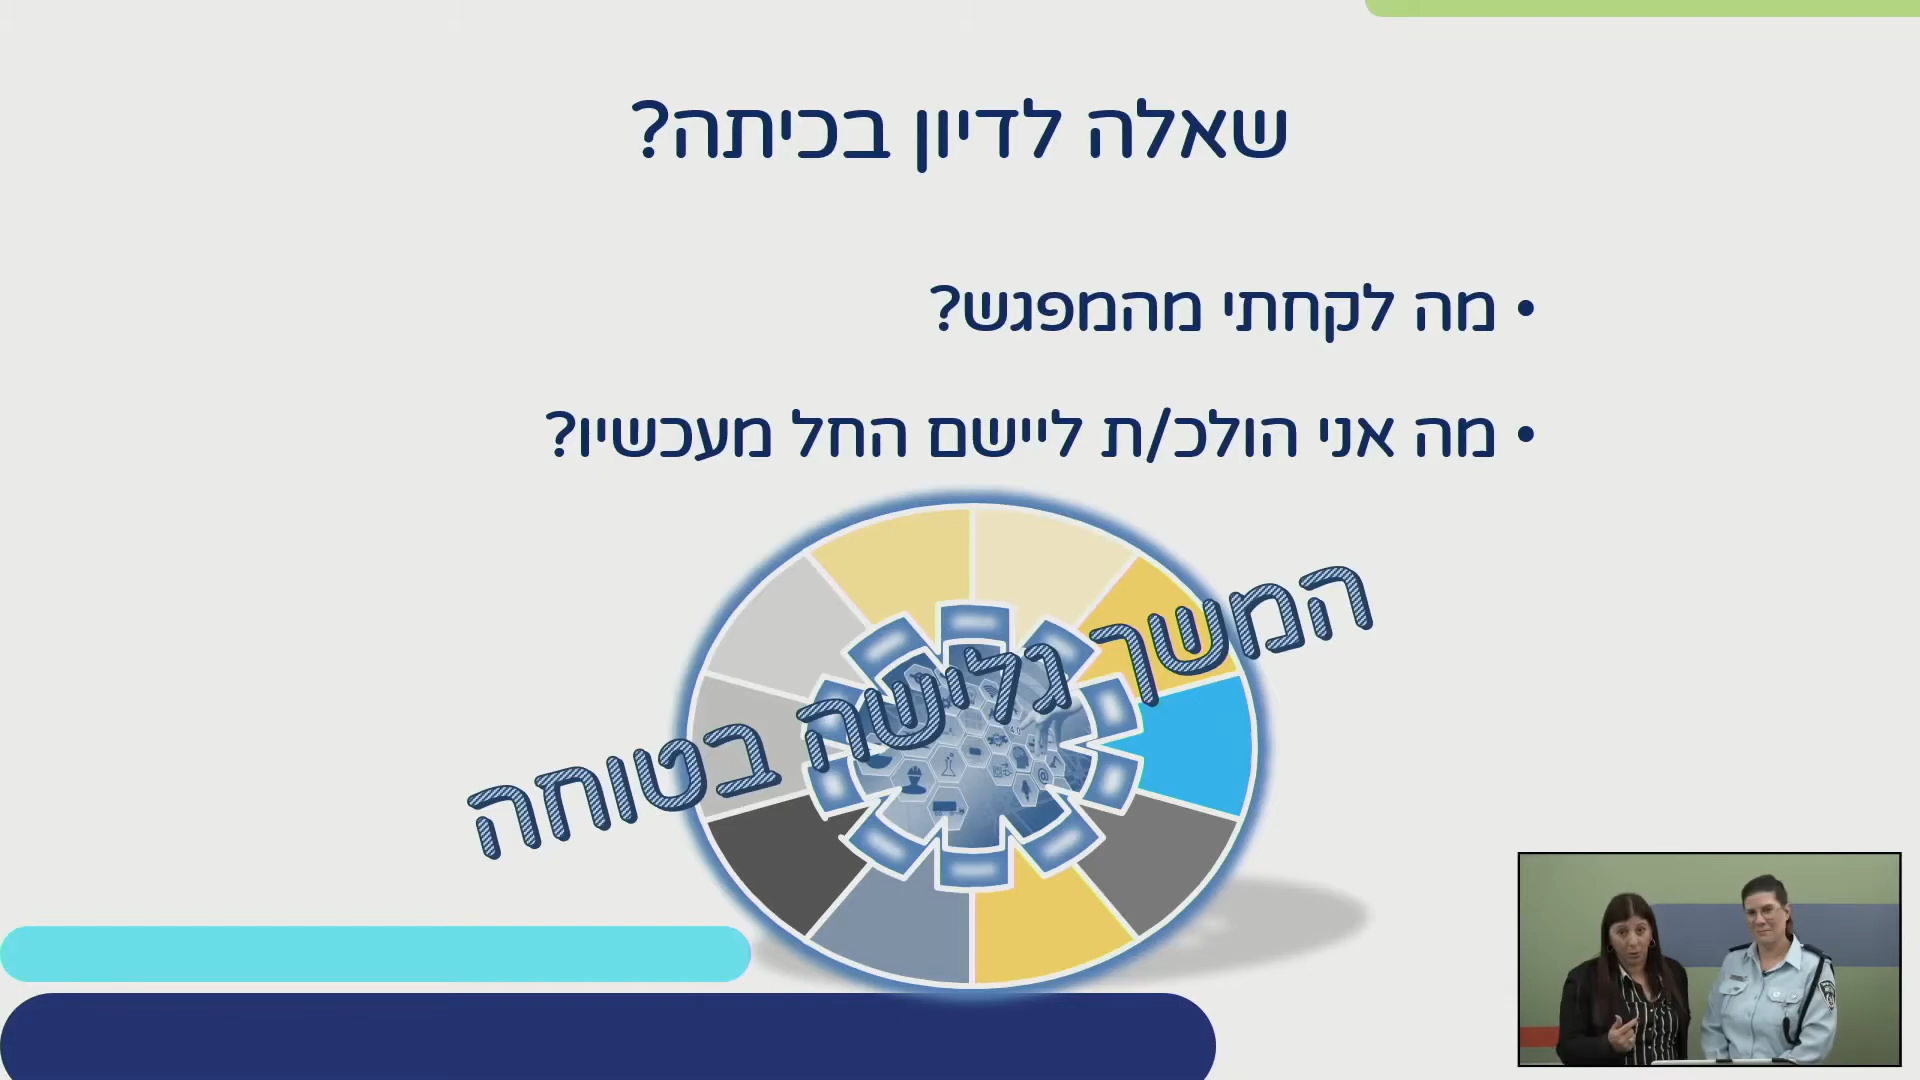 שאלה לדיון בכיתה?
• מה לקחתי מהמפגש?
• מה אני הולכ/ת ליישם החל מעכשיו?
המשך גלישה בטוחה